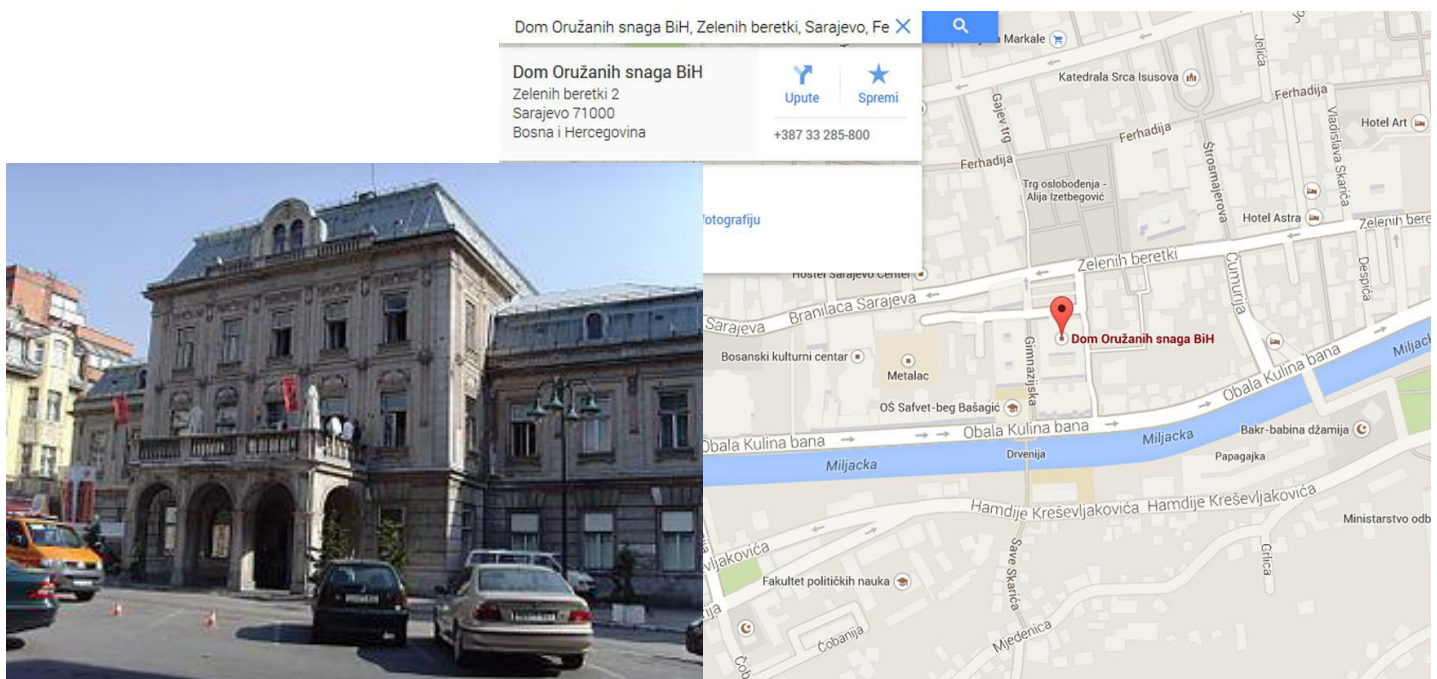 Dom Oružanih snaga BiH, Zelenih beretki, Sarajevo, Fe
Dom Oružanih snaga BiH
Zelenih beretki 2
Sarajevo 71000
Bosna i Hercegovina
Upute
Spremi
+387 33 285-800
fotografiju
Markale
Jelića
Katedrala Srca Isusova
Gajev trg
Ferhadija
Ferhadija
Ferhadija
Vladislava Skarića
Hotel Art
Štrosmajerova
Trg oslobođenja -
Alija Izetbegović
Hotel Astra
Zelenih bere
Zelenih beretki
Hostel Sarajevo Center
Ćumurija
Despića
Branilaca Sarajeva
Sarajeva
Dom Oružanih snaga BiH
Bosanski kulturni centar
Metalac
Gimnazijska
Obala Kulina bana
Miljac
OŠ Safvet-beg Bašagić
Obala Kulina bana
Obala Kulina bana
Miljacka
Bakr-babina džamija
Miljacka
Drvenija
Papagajka
Hamdije Kreševljakovića
Hamdije Kreševljakovića
Ministarstvo odb
vljakovića
Save Skarića
Grlica
Fakultet političkih nauka
Čobanija
Mjedenica
Čob